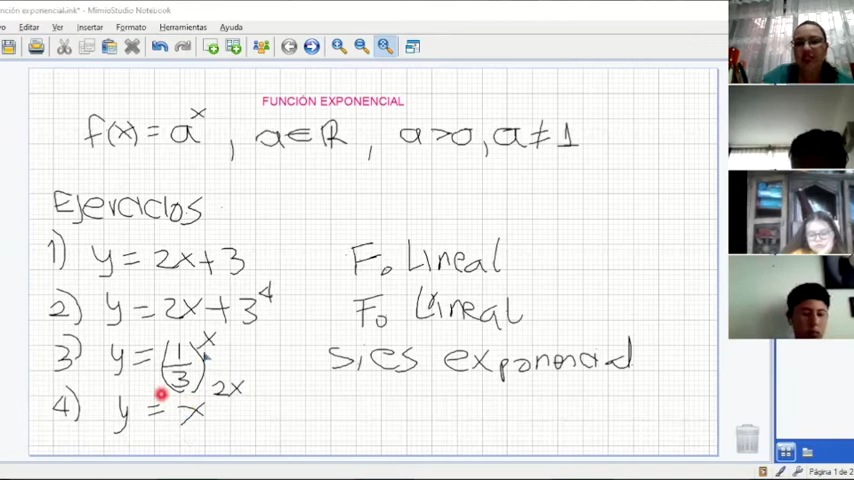 nción exponencial.ink* - MimioStudio Notebook
Editar Ver Insertar Formato Herramientas Ayuda
FUNCIÓN EXPONENCIAL
f(x) = a^x , a∈ℝ , a>0, a≠1
Ejercicios
1) y = 2x+3 F. Lineal
2) y = 2x + 3^4 F. Lineal
3) y = (1/3)^x si es exponencial
4) y = x^2x
Página 1 de 2